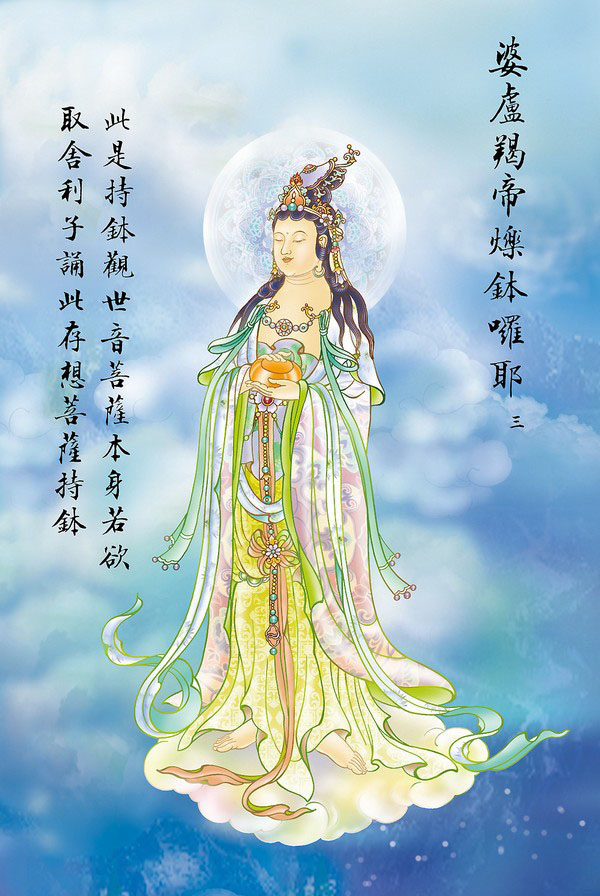 婆盧羯帝爍鉢囉耶 三
此是持鉢觀世音菩薩本身若欲
取舍利子誦此存想菩薩持鉢